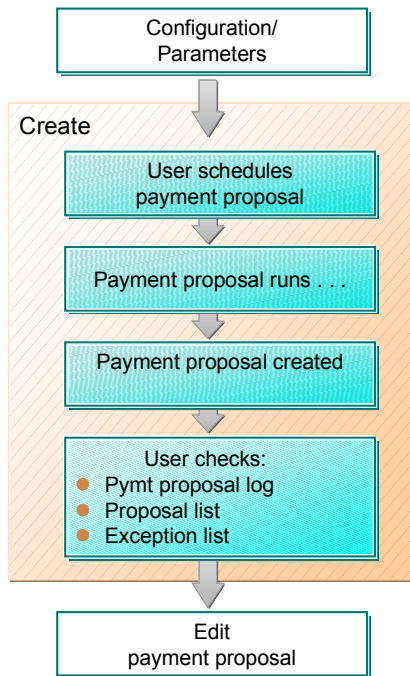 Configuration/
Parameters
Create
User schedules
payment proposal
Payment proposal runs . . .
Payment proposal created
User checks:
Pymt proposal log
Proposal list
Exception list
Edit
payment proposal